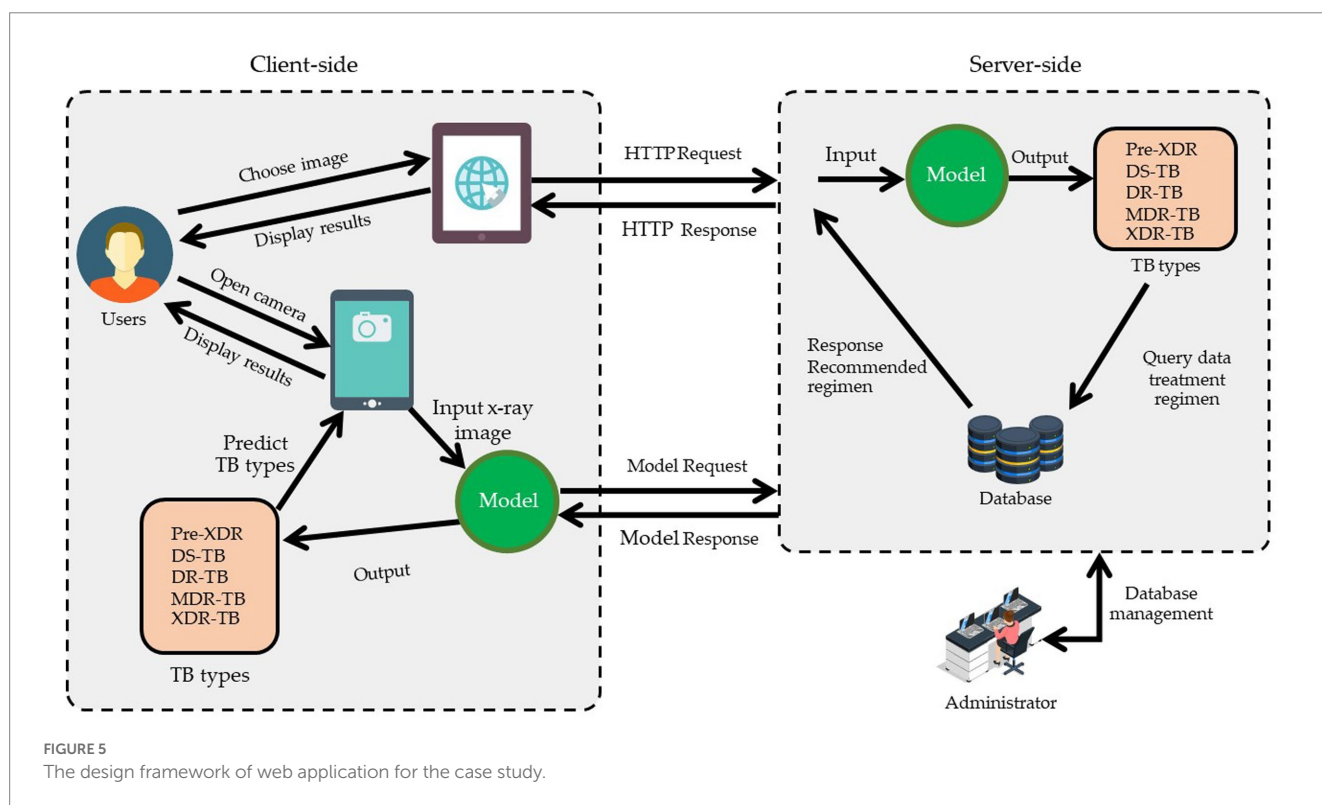 Client-side
Server-side
Choose image
Display results
Users
Open camera
Display results
Input x-ray
image
Predict
TB types
Model
Pre-XDR
DS-TB
DR-TB
MDR-TB
XDR-TB
TB types
Output
HTTP Request
HTTP Response
Model Request
Model Response
Input
Model
Output
Pre-XDR
DS-TB
DR-TB
MDR-TB
XDR-TB
TB types
Response
Recommended
regimen
Query data
treatment
regimen
Database
Database
management
Administrator
FIGURE 5
The design framework of web application for the case study.